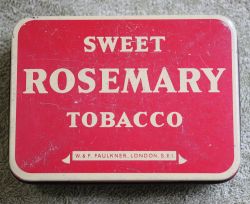 SWEET
ROSEMARY
TOBACCO
W. & F. FAULKNER, LONDON, S.E.1.